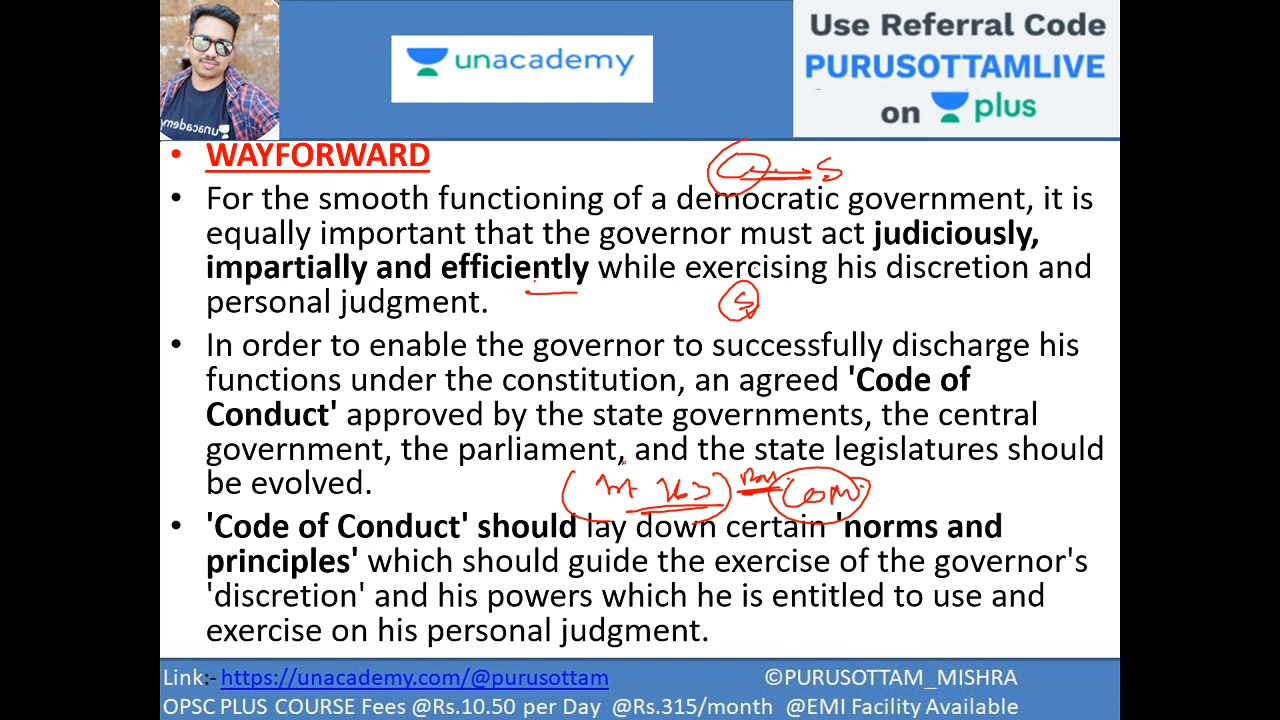 unacademy
Use Referral Code
PURUSOTTAMLIVE
on plus
• WAYFORWARD
• For the smooth functioning of a democratic government, it is
equally important that the governor must act judiciously,
impartially and efficiently while exercising his discretion and
personal judgment.
• In order to enable the governor to successfully discharge his
functions under the constitution, an agreed 'Code of
Conduct' approved by the state governments, the central
government, the parliament, and the state legislatures should
be evolved.
• 'Code of Conduct' should lay down certain 'norms and
principles' which should guide the exercise of the governor's
'discretion' and his powers which he is entitled to use and
exercise on his personal judgment.
Link:- https://unacademy.com/@purusottam ©PURUSOTTAM_MISHRA
OPSC PLUS COURSE Fees @Rs.10.50 per Day @Rs.315/month @EMI Facility Available